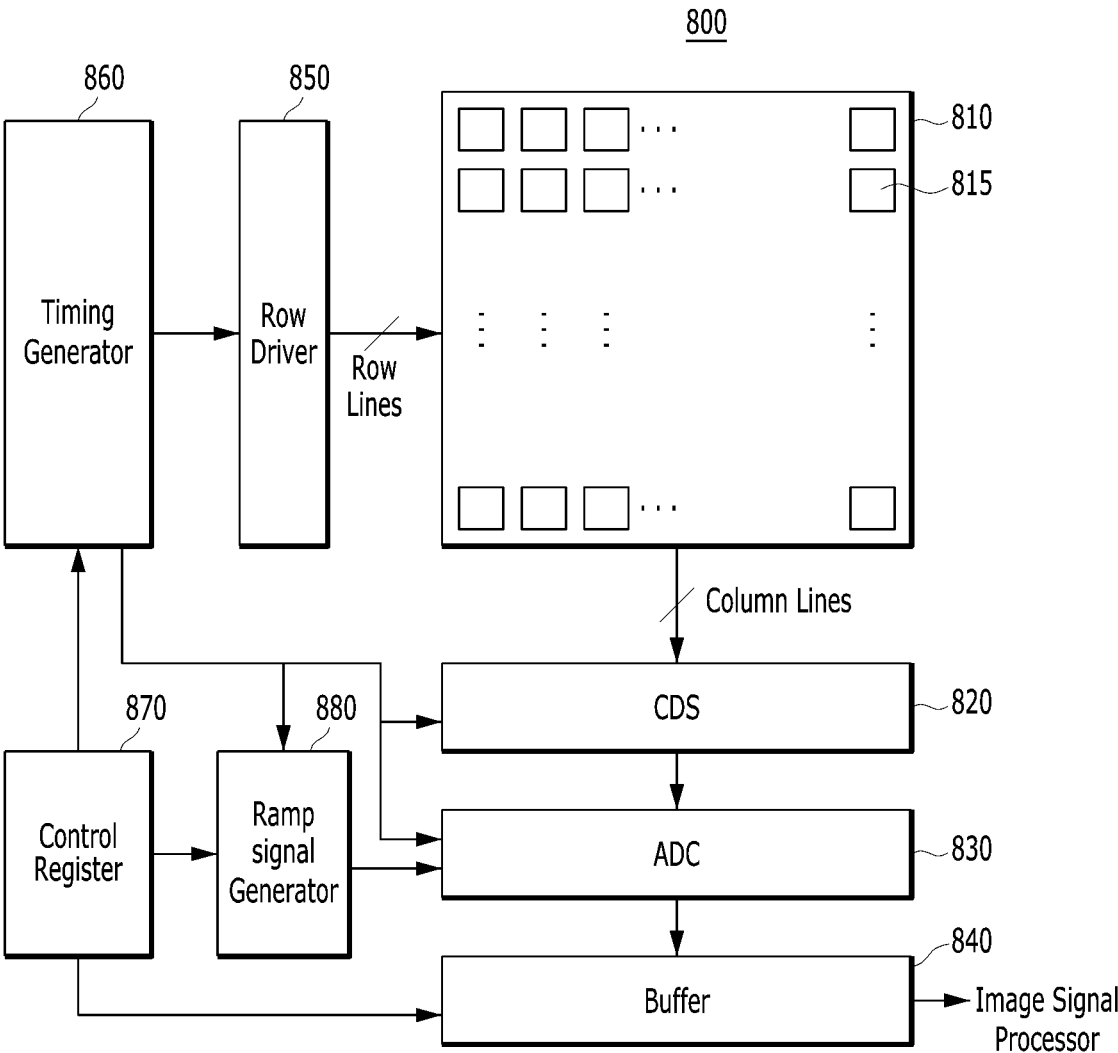 800
860
850
810
815
Timing
Generator
Row
Driver
Row
Lines
Column Lines
870
880
CDS
820
Control
Register
Ramp
signal
Generator
ADC
830
840
Buffer
Image Signal
Processor